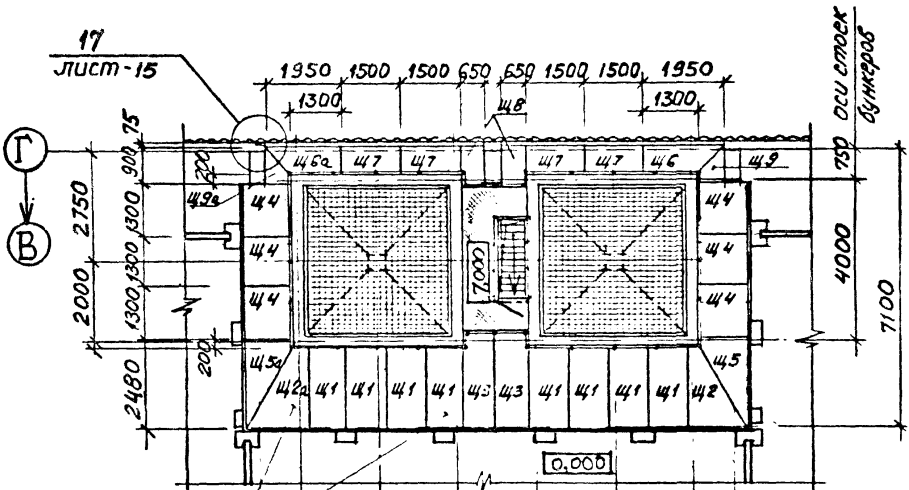 17
лист-15
1950 1500 1500 650 650 1500 1500 1950
1300 1300
оси стоек
бункеров
щ8
75
Г
900
200
750
щ6а щ7 щ7 щ7 щ7 щ6 щ9
щ9а
щ4 щ4
2750
1300
В
щ4 щ4
7.000
4000
7100
1300
2000
щ4 щ4
1300
200
щ5а щ5
2480
щ2а щ1 щ1 щ1 щ1 щ3 щ3 щ1 щ1 щ1 щ1 щ2
0.000